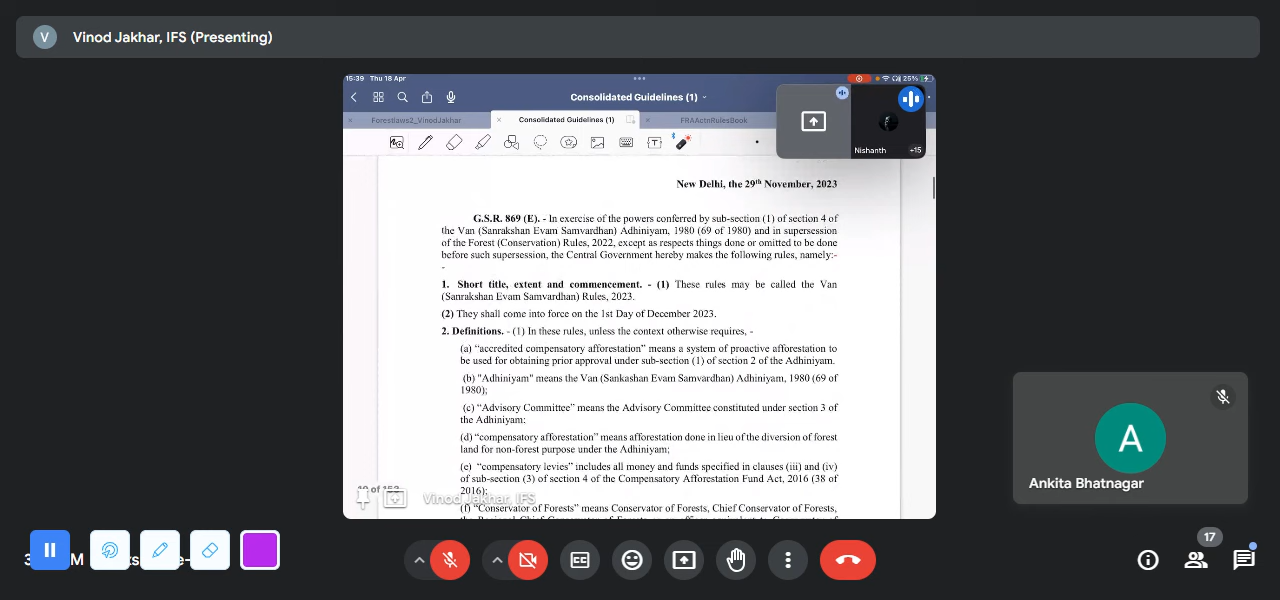 V
Vinod Jakhar, IFS (Presenting)
15:39 Thu 18 Apr
25%
Consolidated Guidelines (1)
Forestlaws2_VinodJakhar
Consolidated Guidelines (1)
FRAActnRulesBook
Nishanth
+15
New Delhi, the 29th November, 2023
G.S.R. 869 (E). - In exercise of the powers conferred by sub-section (1) of section 4 of
the Van (Sanrakshan Evam Samvardhan) Adhiniyam, 1980 (69 of 1980) and in supersession
of the Forest (Conservation) Rules, 2022, except as respects things done or omitted to be done
before such supersession, the Central Government hereby makes the following rules, namely:-
-
1. Short title, extent and commencement. - (1) These rules may be called the Van
(Sanrakshan Evam Samvardhan) Rules, 2023.
(2) They shall come into force on the 1st Day of December 2023.
2. Definitions. - (1) In these rules, unless the context otherwise requires, -
(a) “accredited compensatory afforestation” means a system of proactive afforestation to
be used for obtaining prior approval under sub-section (1) of section 2 of the Adhiniyam.
(b) "Adhiniyam" means the Van (Sankashan Evam Samvardhan) Adhiniyam, 1980 (69 of
1980);
(c) “Advisory Committee” means the Advisory Committee constituted under section 3 of
the Adhiniyam;
(d) “compensatory afforestation” means afforestation done in lieu of the diversion of forest
land for non-forest purpose under the Adhiniyam;
(e) “compensatory levies” includes all money and funds specified in clauses (iii) and (iv)
of sub-section (3) of section 4 of the Compensatory Afforestation Fund Act, 2016 (38 of
2016);
(f) “Conservator of Forests” means Conservator of Forests, Chief Conservator of Forests,
of 153
Vinod Jakhar, IFS
A
Ankita Bhatnagar
17